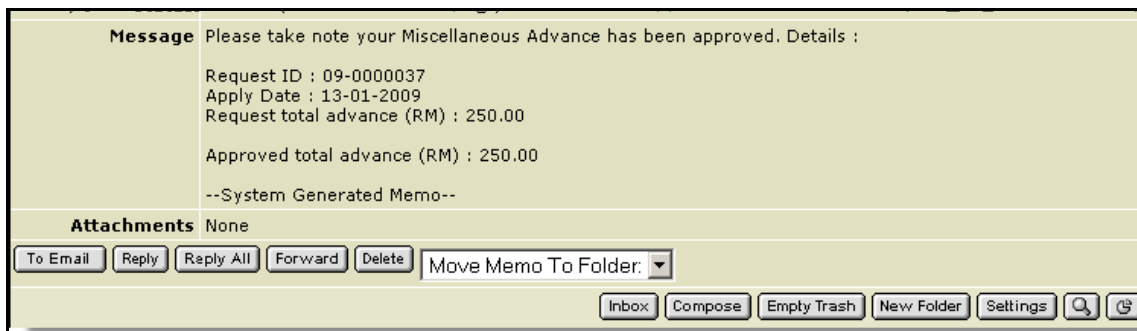 Message Please take note your Miscellaneous Advance has been approved. Details :
Request ID : 09-0000037
Apply Date : 13-01-2009
Request total advance (RM) : 250.00
Approved total advance (RM) : 250.00
--System Generated Memo--
Attachments None
To Email Reply Reply All Forward Delete Move Memo To Folder:
Inbox Compose Empty Trash New Folder Settings